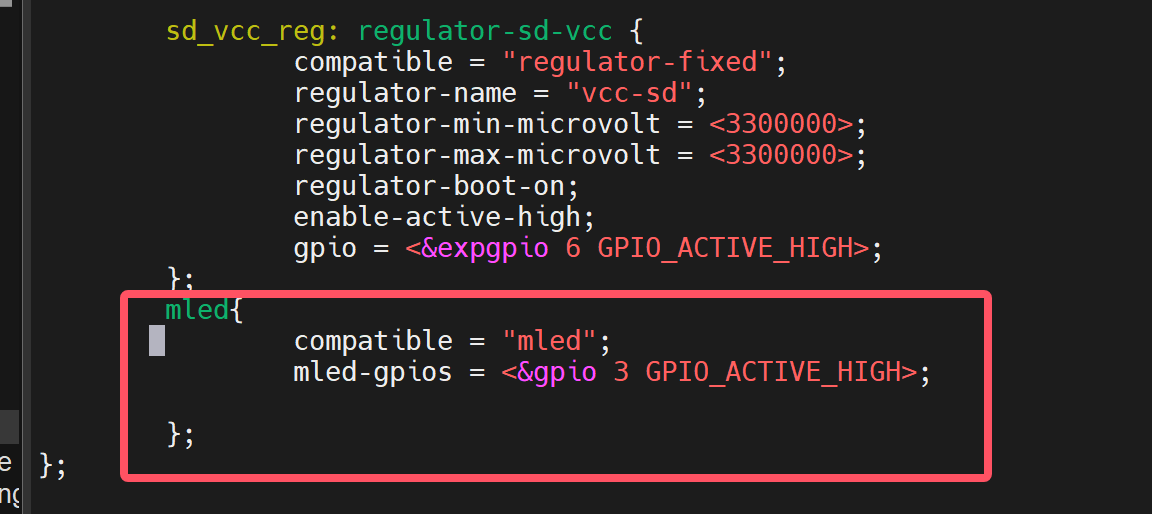 sd_vcc_reg: regulator-sd-vcc {
compatible = "regulator-fixed";
regulator-name = "vcc-sd";
regulator-min-microvolt = <3300000>;
regulator-max-microvolt = <3300000>;
regulator-boot-on;
enable-active-high;
gpio = <&expgpio 6 GPIO_ACTIVE_HIGH>;
};
mled{
compatible = "mled";
mled-gpios = <&gpio 3 GPIO_ACTIVE_HIGH>;
};
e };